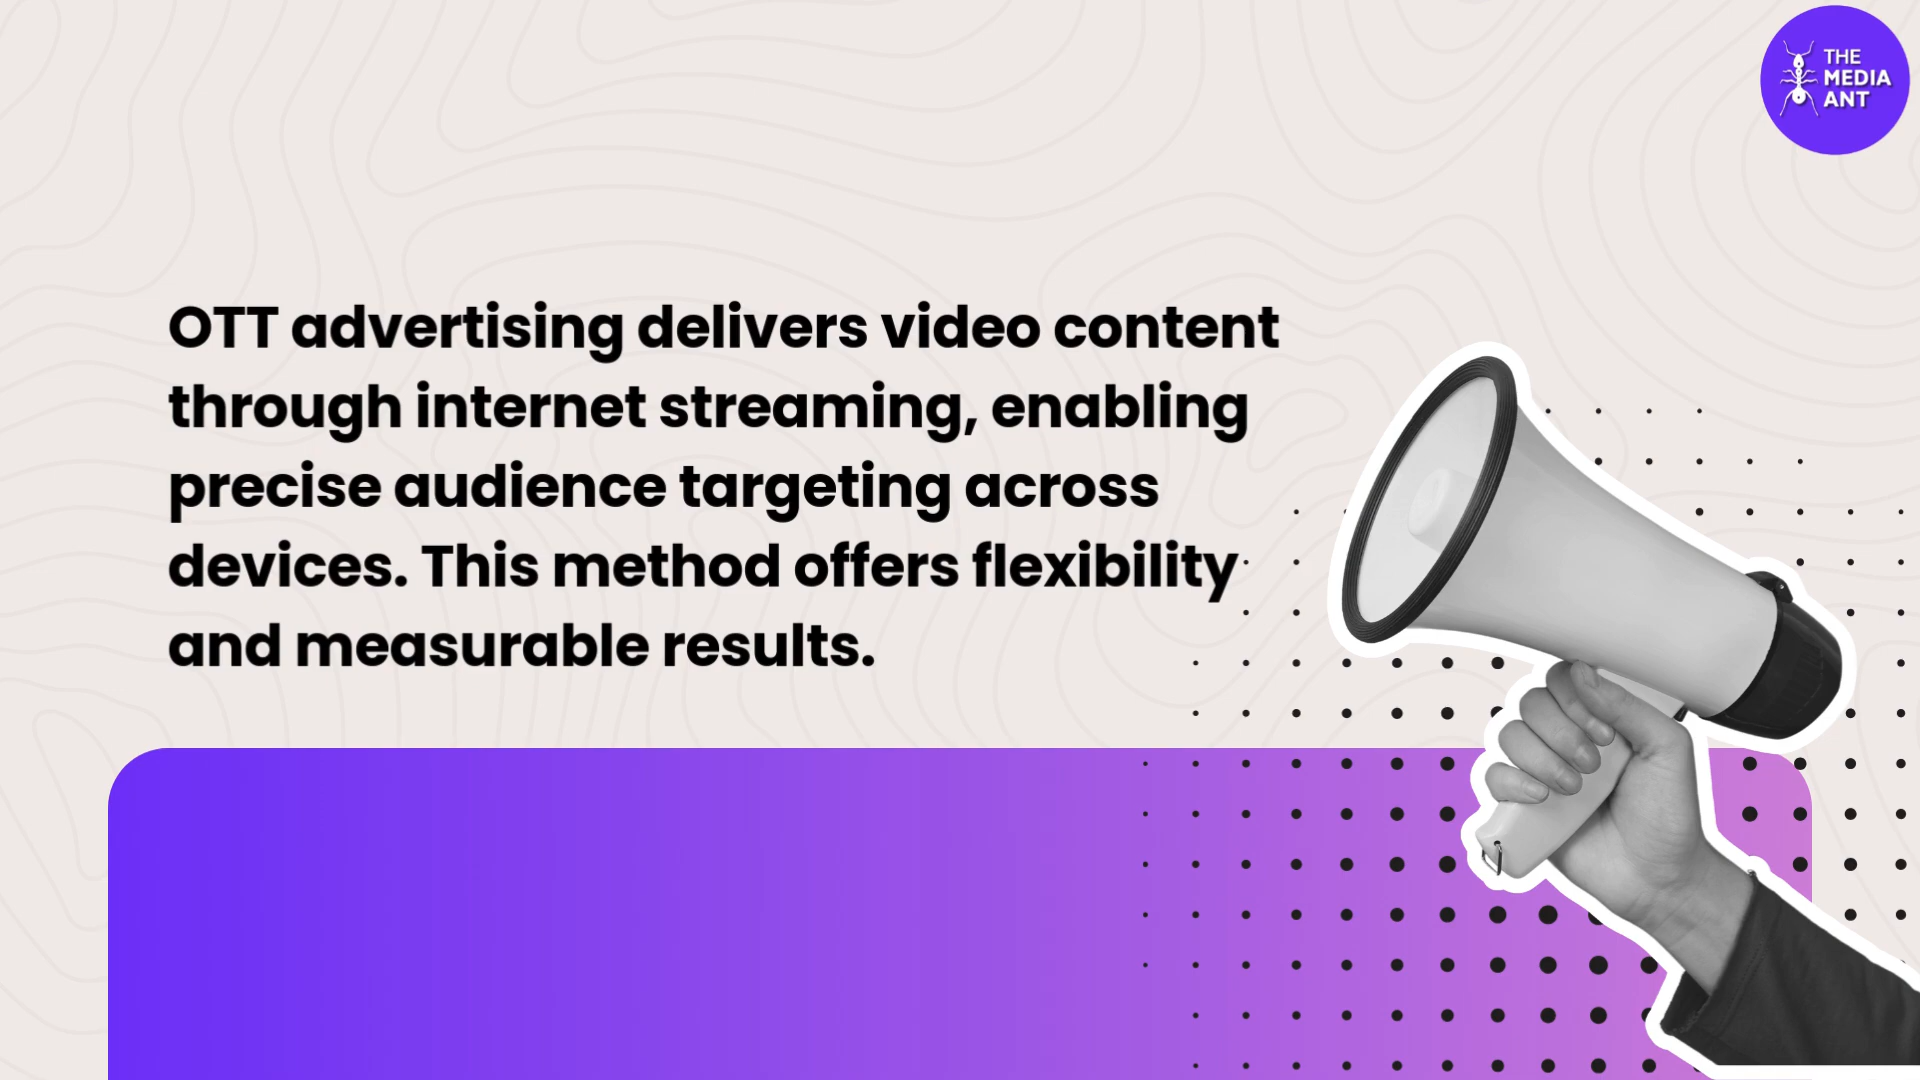 THE
MEDIA
ANT
OTT advertising delivers video content
through internet streaming, enabling
precise audience targeting across
devices. This method offers flexibility
and measurable results.